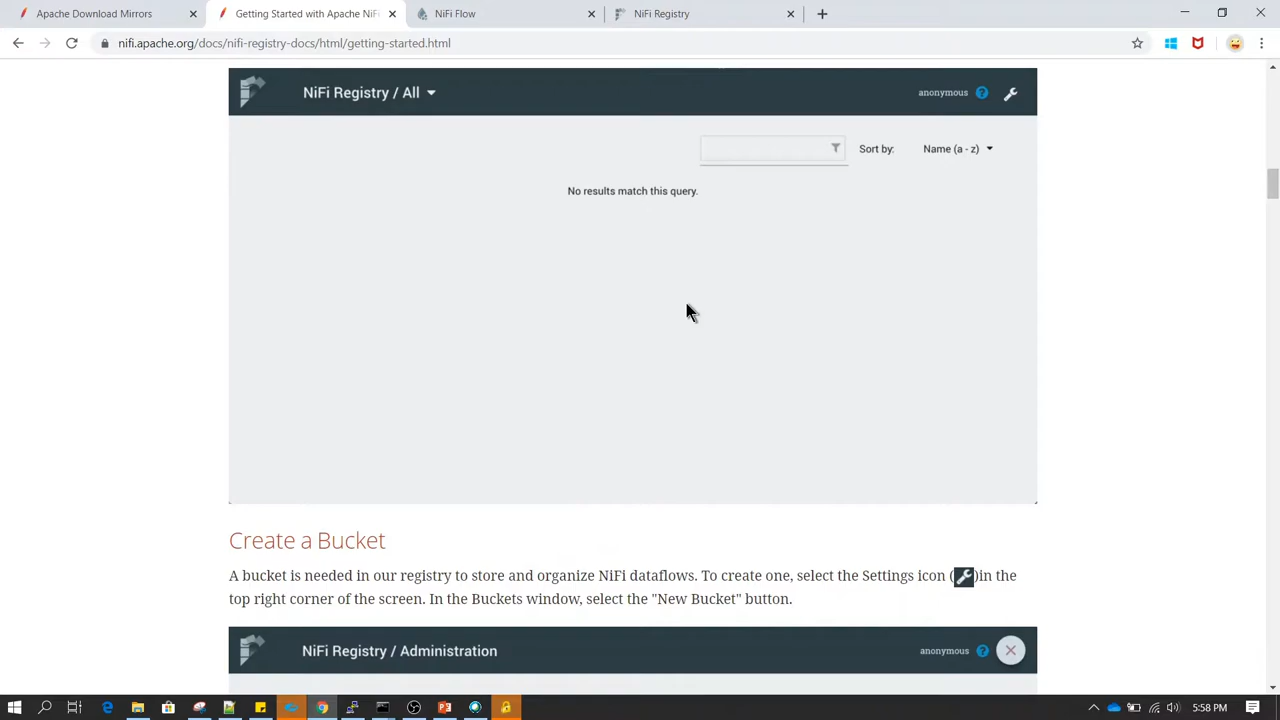 Apache Download Mirrors
Getting Started with Apache NiFi
NiFi Flow
NiFi Registry
nifi.apache.org/docs/nifi-registry-docs/html/getting-started.html
NiFi Registry / All
anonymous
Sort by:
Name (a - z)
No results match this query.
Create a Bucket
A bucket is needed in our registry to store and organize NiFi dataflows. To create one, select the Settings icon ( )in the
top right corner of the screen. In the Buckets window, select the "New Bucket" button.
NiFi Registry / Administration
anonymous
5:58 PM